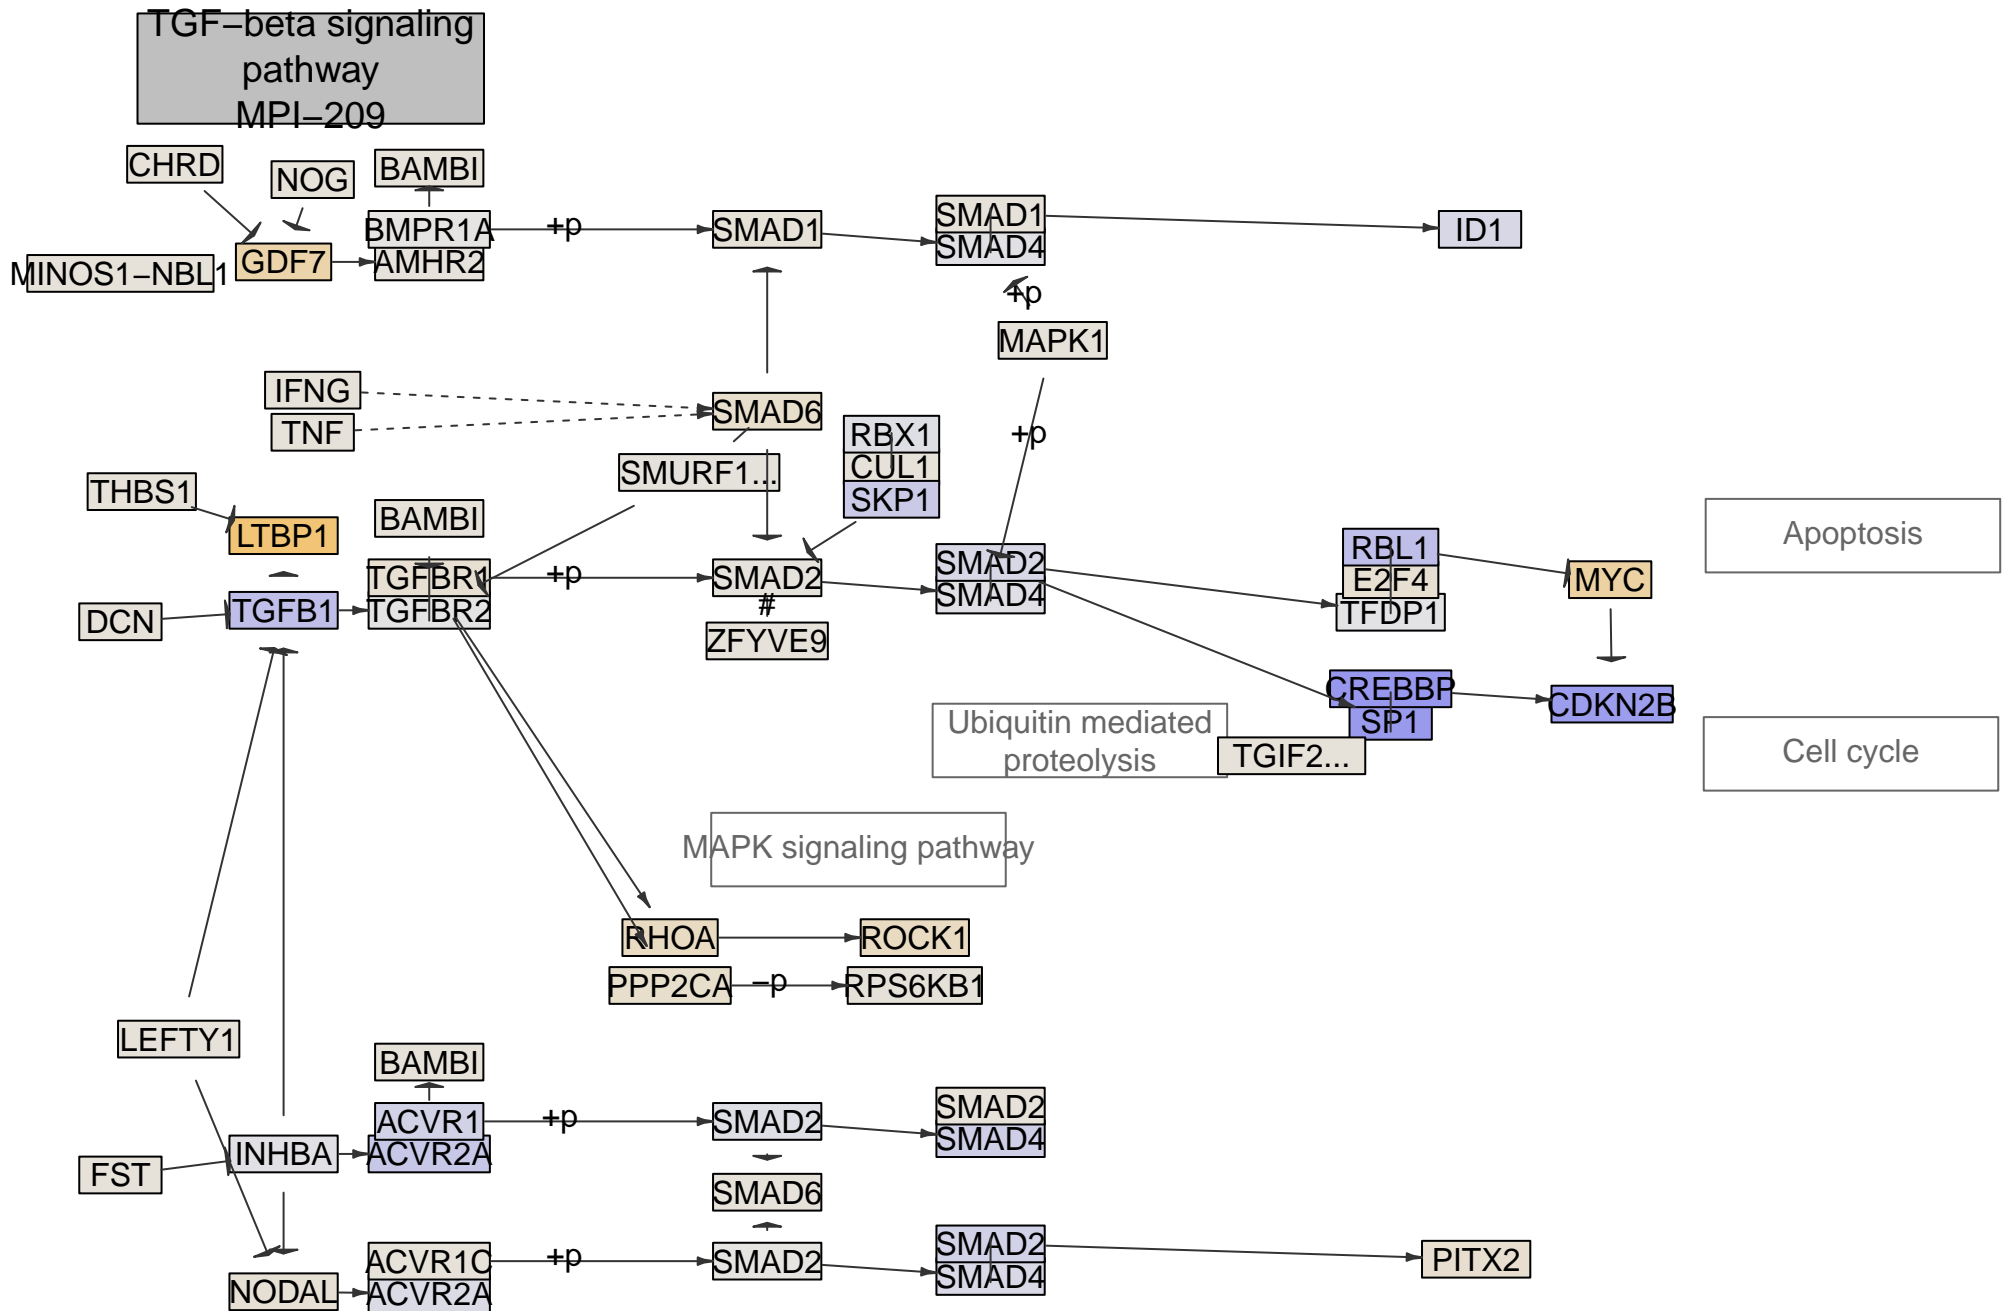 TGF−beta signaling
pathway
MPI−209
CHRD
NOG
BAMBI
BMPR1A
+p
SMAD1
SMAD1
SMAD4
ID1
MINOS1−NBL1
GDF7
AMHR2
+p
MAPK1
IFNG
TNF
SMAD6
RBX1
CUL1
SKP1
+p
SMURF1...
THBS1
LTBP1
BAMBI
TGFBR1
+p
SMAD2
#
ZFYVE9
SMAD2
SMAD4
RBL1
E2F4
TFDP1
MYC
Apoptosis
DCN
TGFB1
TGFBR2
CREBBP
SP1
CDKN2B
Ubiquitin mediated
proteolysis
TGIF2...
Cell cycle
MAPK signaling pathway
RHOA
ROCK1
PPP2CA
−p
RPS6KB1
LEFTY1
BAMBI
ACVR1
+p
SMAD2
SMAD2
SMAD4
INHBA
ACVR2A
FST
SMAD6
ACVR1C
+p
SMAD2
SMAD2
SMAD4
PITX2
NODAL
ACVR2A